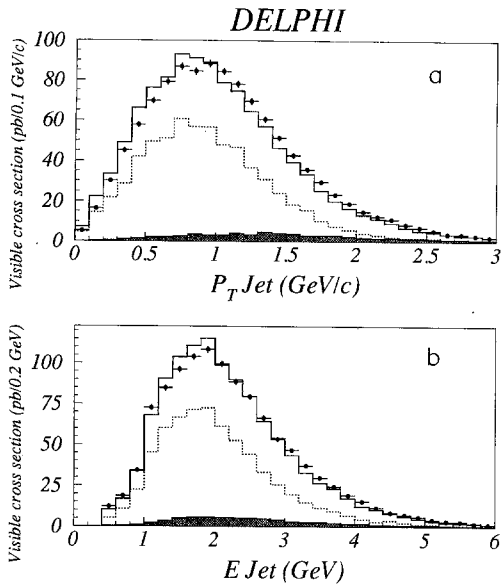 DELPHI
Visible cross section (pb/0.1 GeV/c)
100
80
60
40
20
0
a
0 0.5 1 1.5 2 2.5 3
P_T Jet (GeV/c)
Visible cross section (pb/0.2 GeV)
100
75
50
25
0
b
0 1 2 3 4 5 6
E Jet (GeV)